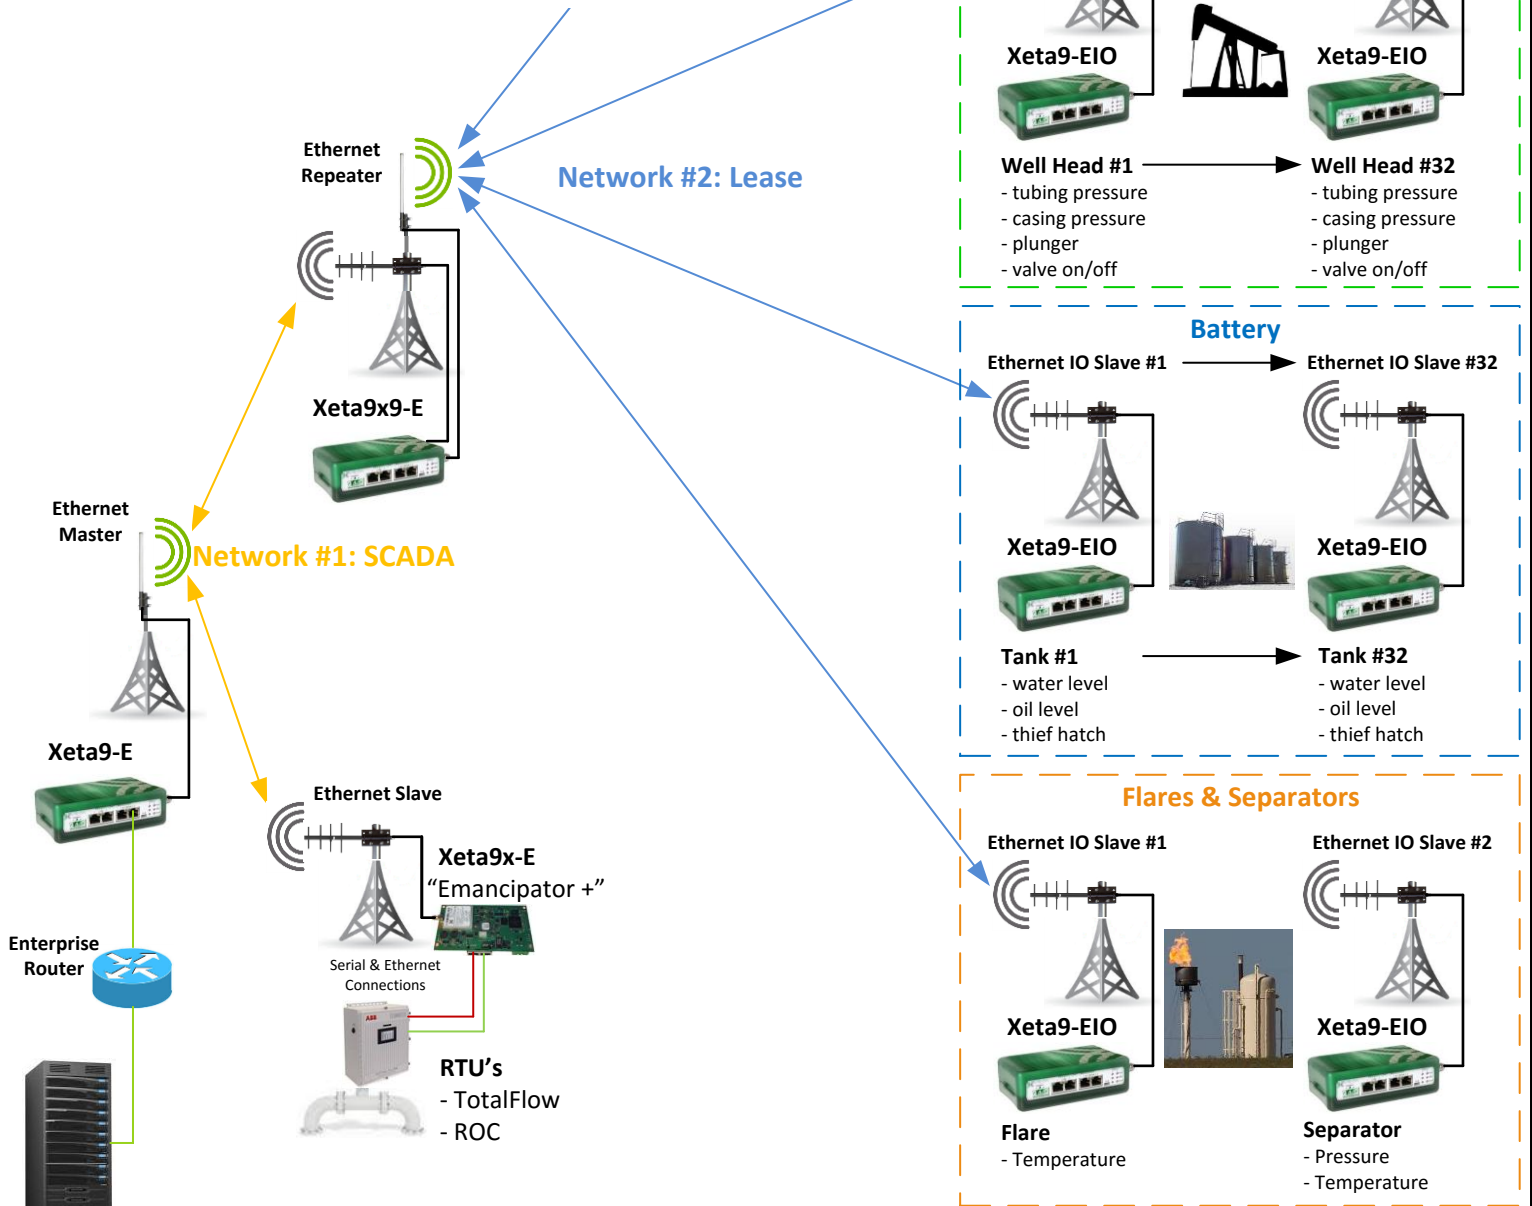 Xeta9-EIO
Xeta9-EIO
Well Head #1
- tubing pressure
- casing pressure
- plunger
- valve on/off
Well Head #32
- tubing pressure
- casing pressure
- plunger
- valve on/off
Ethernet
Repeater
Network #2: Lease
Xeta9x9-E
Ethernet
Master
Network #1: SCADA
Xeta9-E
Ethernet Slave
Xeta9x-E
“Emancipator +”
Serial & Ethernet
Connections
Enterprise
Router
ABB
RTU's
- TotalFlow
- ROC
Battery
Ethernet IO Slave #1
Ethernet IO Slave #32
Xeta9-EIO
Xeta9-EIO
Tank #1
- water level
- oil level
- thief hatch
Tank #32
- water level
- oil level
- thief hatch
Flares & Separators
Ethernet IO Slave #1
Ethernet IO Slave #2
Xeta9-EIO
Xeta9-EIO
Flare
- Temperature
Separator
- Pressure
- Temperature